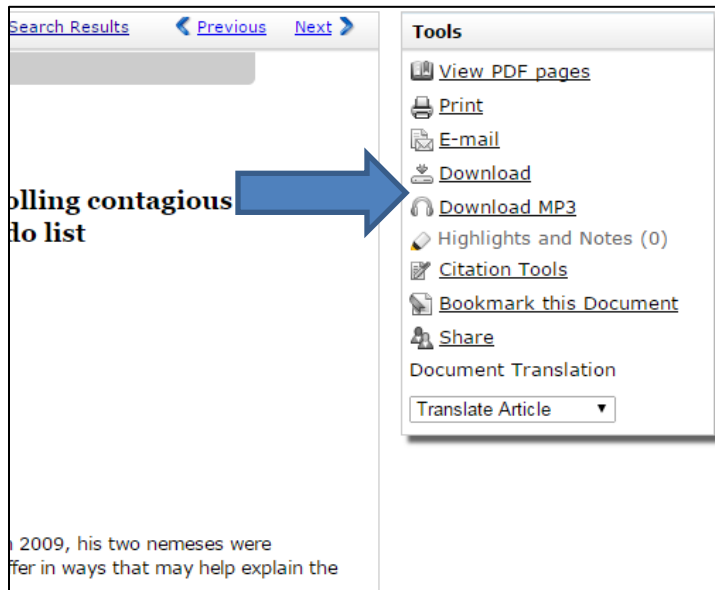 Search Results Previous Next
olling contagious
do list
2009, his two nemeses were
ffer in ways that may help explain the
Tools
View PDF pages
Print
E-mail
Download
Download MP3
Highlights and Notes (0)
Citation Tools
Bookmark this Document
Share
Document Translation
Translate Article